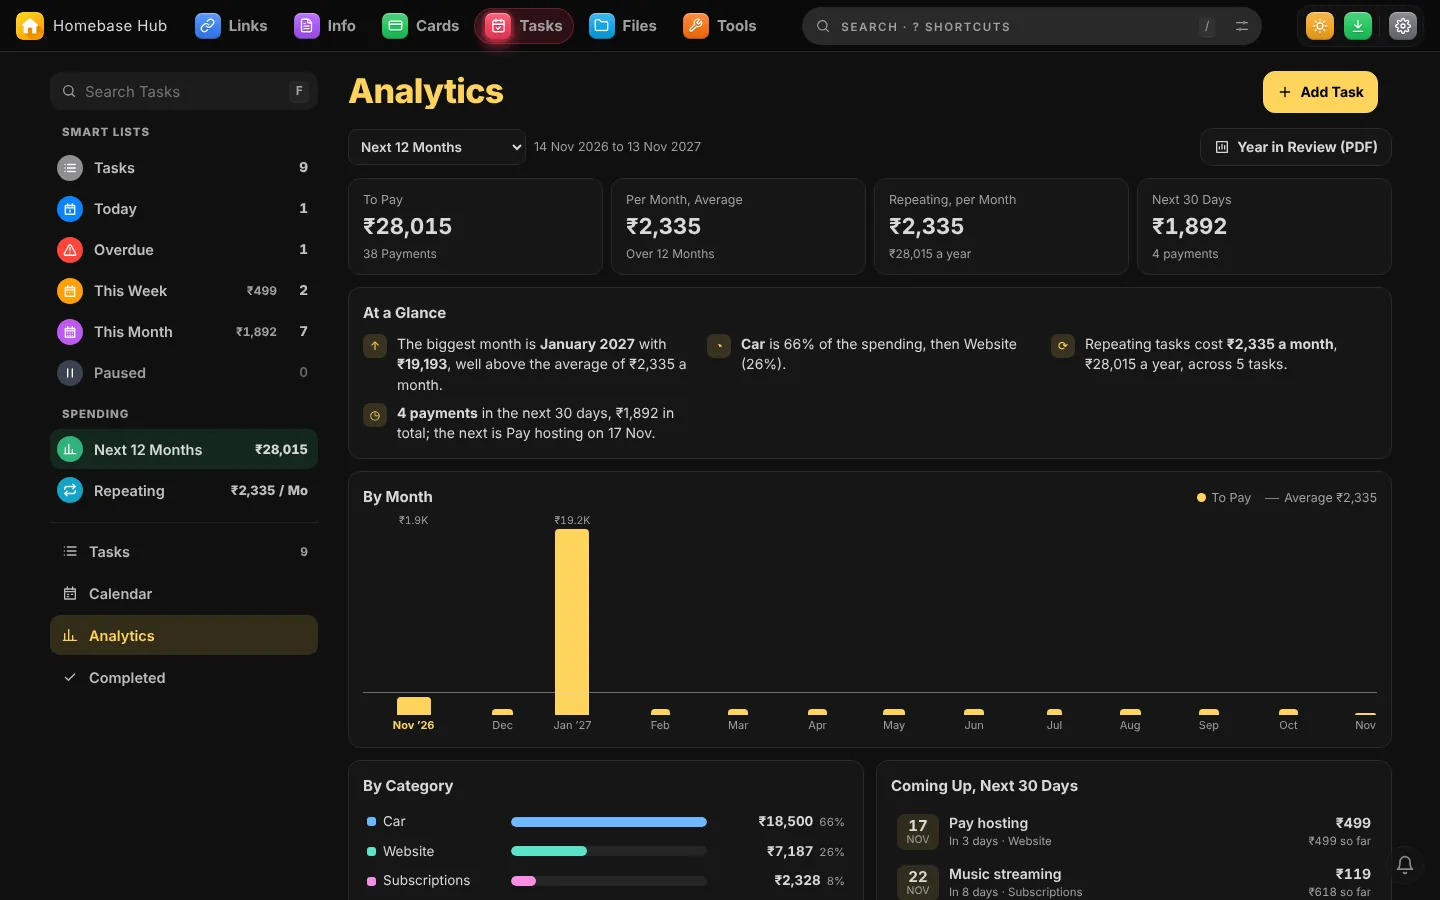 Homebase Hub
Links
Info
Cards
Tasks
Files
Tools
SEARCH · ? SHORTCUTS
/
Search Tasks
F
SMART LISTS
Tasks 9
Today 1
Overdue 1
This Week ₹499 2
This Month ₹1,892 7
Paused 0
SPENDING
Next 12 Months ₹28,015
Repeating ₹2,335 / Mo
Tasks 9
Calendar
Analytics
Completed
Analytics
+ Add Task
Next 12 Months
14 Nov 2026 to 13 Nov 2027
Year in Review (PDF)
To Pay
₹28,015
38 Payments
Per Month, Average
₹2,335
Over 12 Months
Repeating, per Month
₹2,335
₹28,015 a year
Next 30 Days
₹1,892
4 payments
At a Glance
The biggest month is January 2027 with
₹19,193, well above the average of ₹2,335 a
month.
Car is 66% of the spending, then Website
(26%).
Repeating tasks cost ₹2,335 a month,
₹28,015 a year, across 5 tasks.
4 payments in the next 30 days, ₹1,892 in
total; the next is Pay hosting on 17 Nov.
By Month
To Pay
Average ₹2,335
₹1.9K
₹19.2K
Nov ’26
Dec
Jan ’27
Feb
Mar
Apr
May
Jun
Jul
Aug
Sep
Oct
Nov
By Category
Car ₹18,500 66%
Website ₹7,187 26%
Subscriptions ₹2,328 8%
Coming Up, Next 30 Days
17
NOV
Pay hosting
In 3 days · Website
₹499
₹499 so far
22
NOV
Music streaming
In 8 days · Subscriptions
₹119
₹618 so far